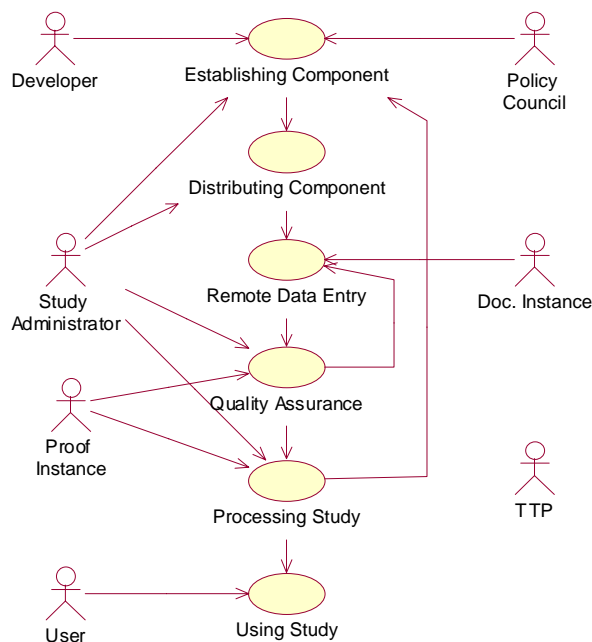 Developer
Establishing Component
Policy
Council
Distributing Component
Study
Administrator
Remote Data Entry
Doc. Instance
Quality Assurance
Proof
Instance
Processing Study
TTP
User
Using Study